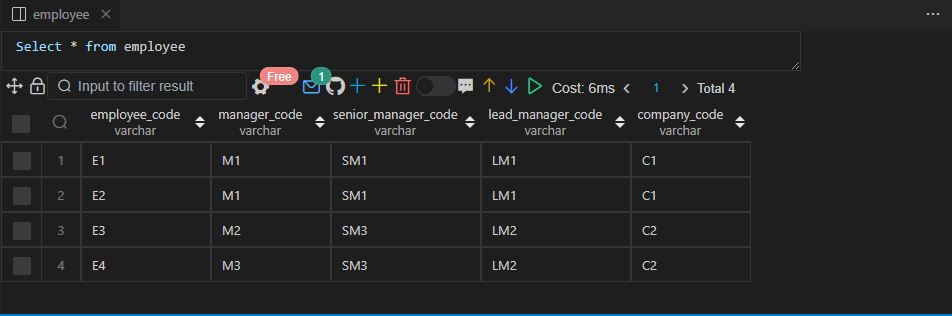 employee
Select * from employee
Input to filter result Free 1 Cost: 6ms 1 Total 4
employee_code manager_code senior_manager_code lead_manager_code company_code
varchar varchar varchar varchar varchar
1 E1 M1 SM1 LM1 C1
2 E2 M1 SM1 LM1 C1
3 E3 M2 SM3 LM2 C2
4 E4 M3 SM3 LM2 C2